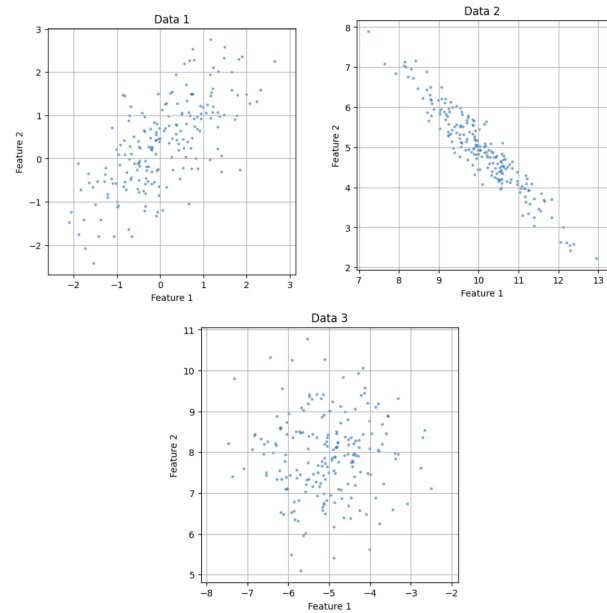 Data 1
3
2
1
0
−1
−2
Feature 2
−2 −1 0 1 2 3
Feature 1
Data 2
8
7
6
5
4
3
2
Feature 2
7 8 9 10 11 12 13
Feature 1
Data 3
11
10
9
8
7
6
5
Feature 2
−8 −7 −6 −5 −4 −3 −2
Feature 1